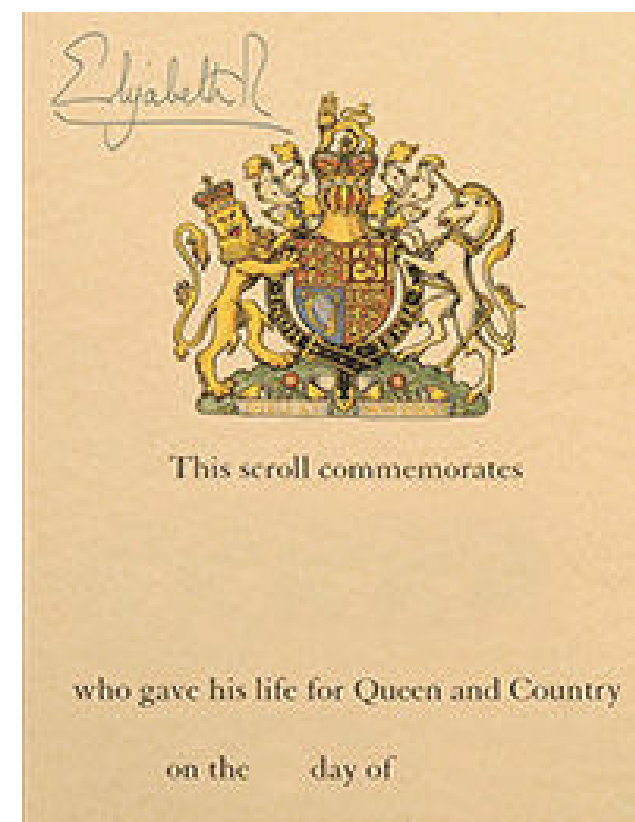 Elizabeth R
This scroll commemorates
who gave his life for Queen and Country
on the day of